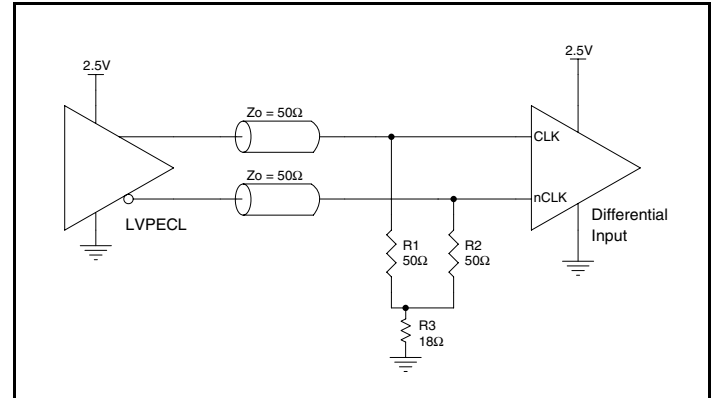 2.5V
2.5V
Zo = 50Ω
CLK
Zo = 50Ω
nCLK
LVPECL
Differential
Input
R1
50Ω
R2
50Ω
R3
18Ω